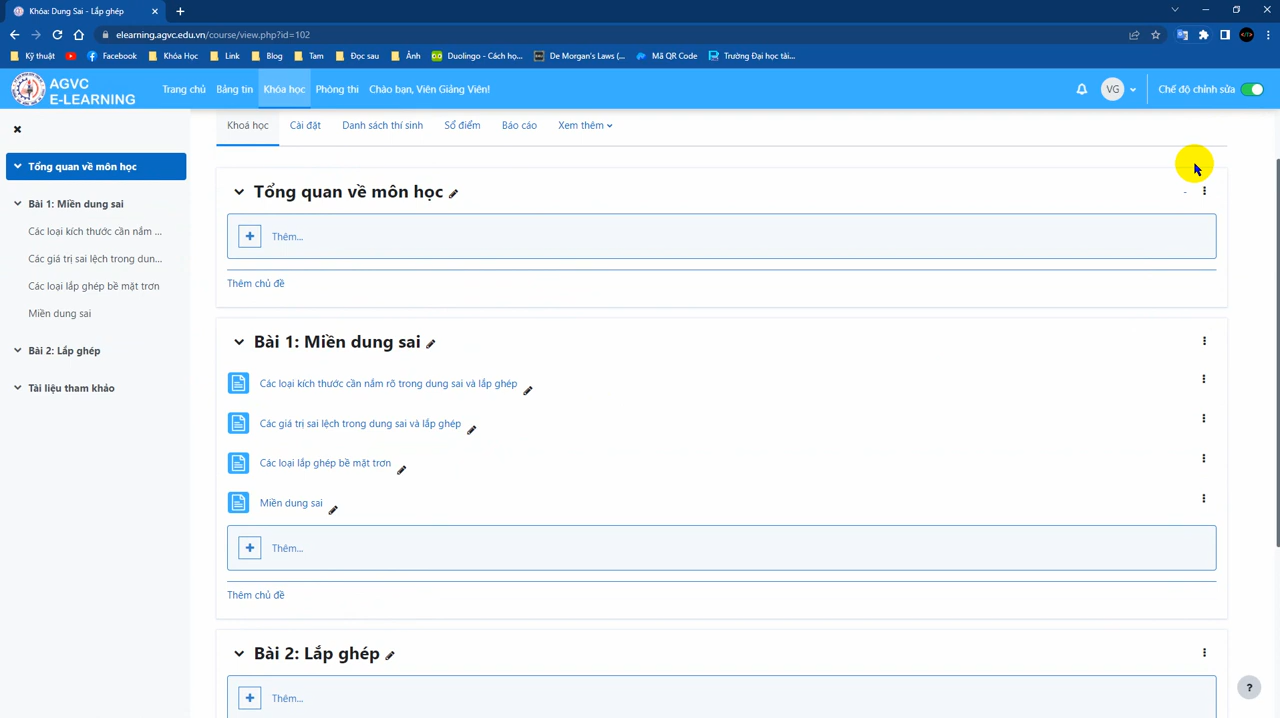 Khóa: Dung Sai - Lắp ghép
elearning.agvc.edu.vn/course/view.php?id=102
Kỹ thuật Facebook Khóa Học Link Blog Tam Đọc sau Ảnh Duolingo - Cách họ... De Morgan's Laws (... Mã QR Code Trường Đại học tài...
AGVC
E-LEARNING
Trang chủ Bảng tin Khóa học Phòng thi Chào bạn, Viên Giảng Viên! VG Chế độ chỉnh sửa
Khoá học Cài đặt Danh sách thí sinh Sổ điểm Báo cáo Xem thêm
Tổng quan về môn học
Bài 1: Miền dung sai
Các loại kích thước cần nắm ...
Các giá trị sai lệch trong dun...
Các loại lắp ghép bề mặt trơn
Miền dung sai
Bài 2: Lắp ghép
Tài liệu tham khảo
Tổng quan về môn học
Thêm...
Thêm chủ đề
Bài 1: Miền dung sai
Các loại kích thước cần nắm rõ trong dung sai và lắp ghép
Các giá trị sai lệch trong dung sai và lắp ghép
Các loại lắp ghép bề mặt trơn
Miền dung sai
Thêm...
Thêm chủ đề
Bài 2: Lắp ghép
Thêm...
?